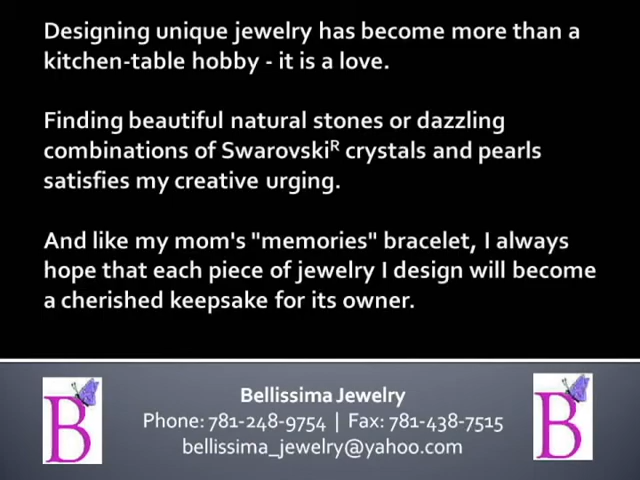 Designing unique jewelry has become more than a
kitchen-table hobby - it is a love.
Finding beautiful natural stones or dazzling
combinations of Swarovskiᴿ crystals and pearls
satisfies my creative urging.
And like my mom's "memories" bracelet, I always
hope that each piece of jewelry I design will become
a cherished keepsake for its owner.
B
Bellissima Jewelry
Phone: 781-248-9754 | Fax: 781-438-7515
bellissima_jewelry@yahoo.com
B